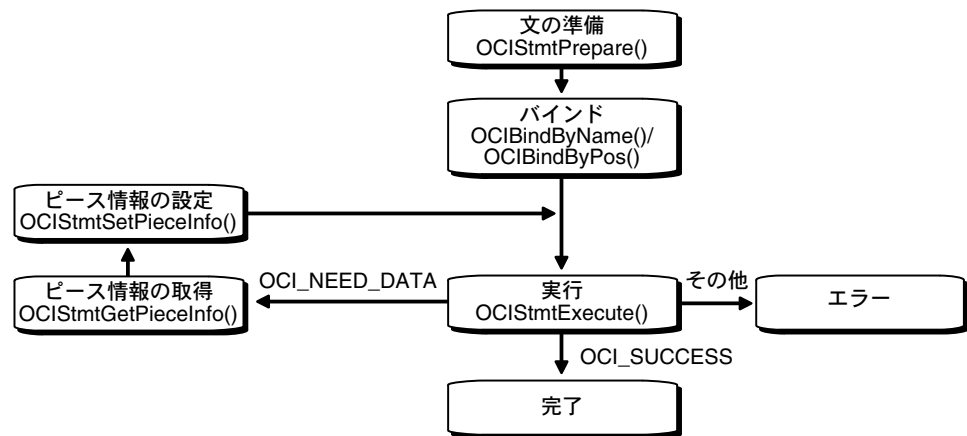 文の準備
OCIStmtPrepare()
バインド
OCIBindByName()/
OCIBindByPos()
ピース情報の設定
OCIStmtSetPieceInfo()
ピース情報の取得
OCIStmtGetPieceInfo()
OCI_NEED_DATA
実行
OCIStmtExecute()
その他
エラー
OCI_SUCCESS
完了